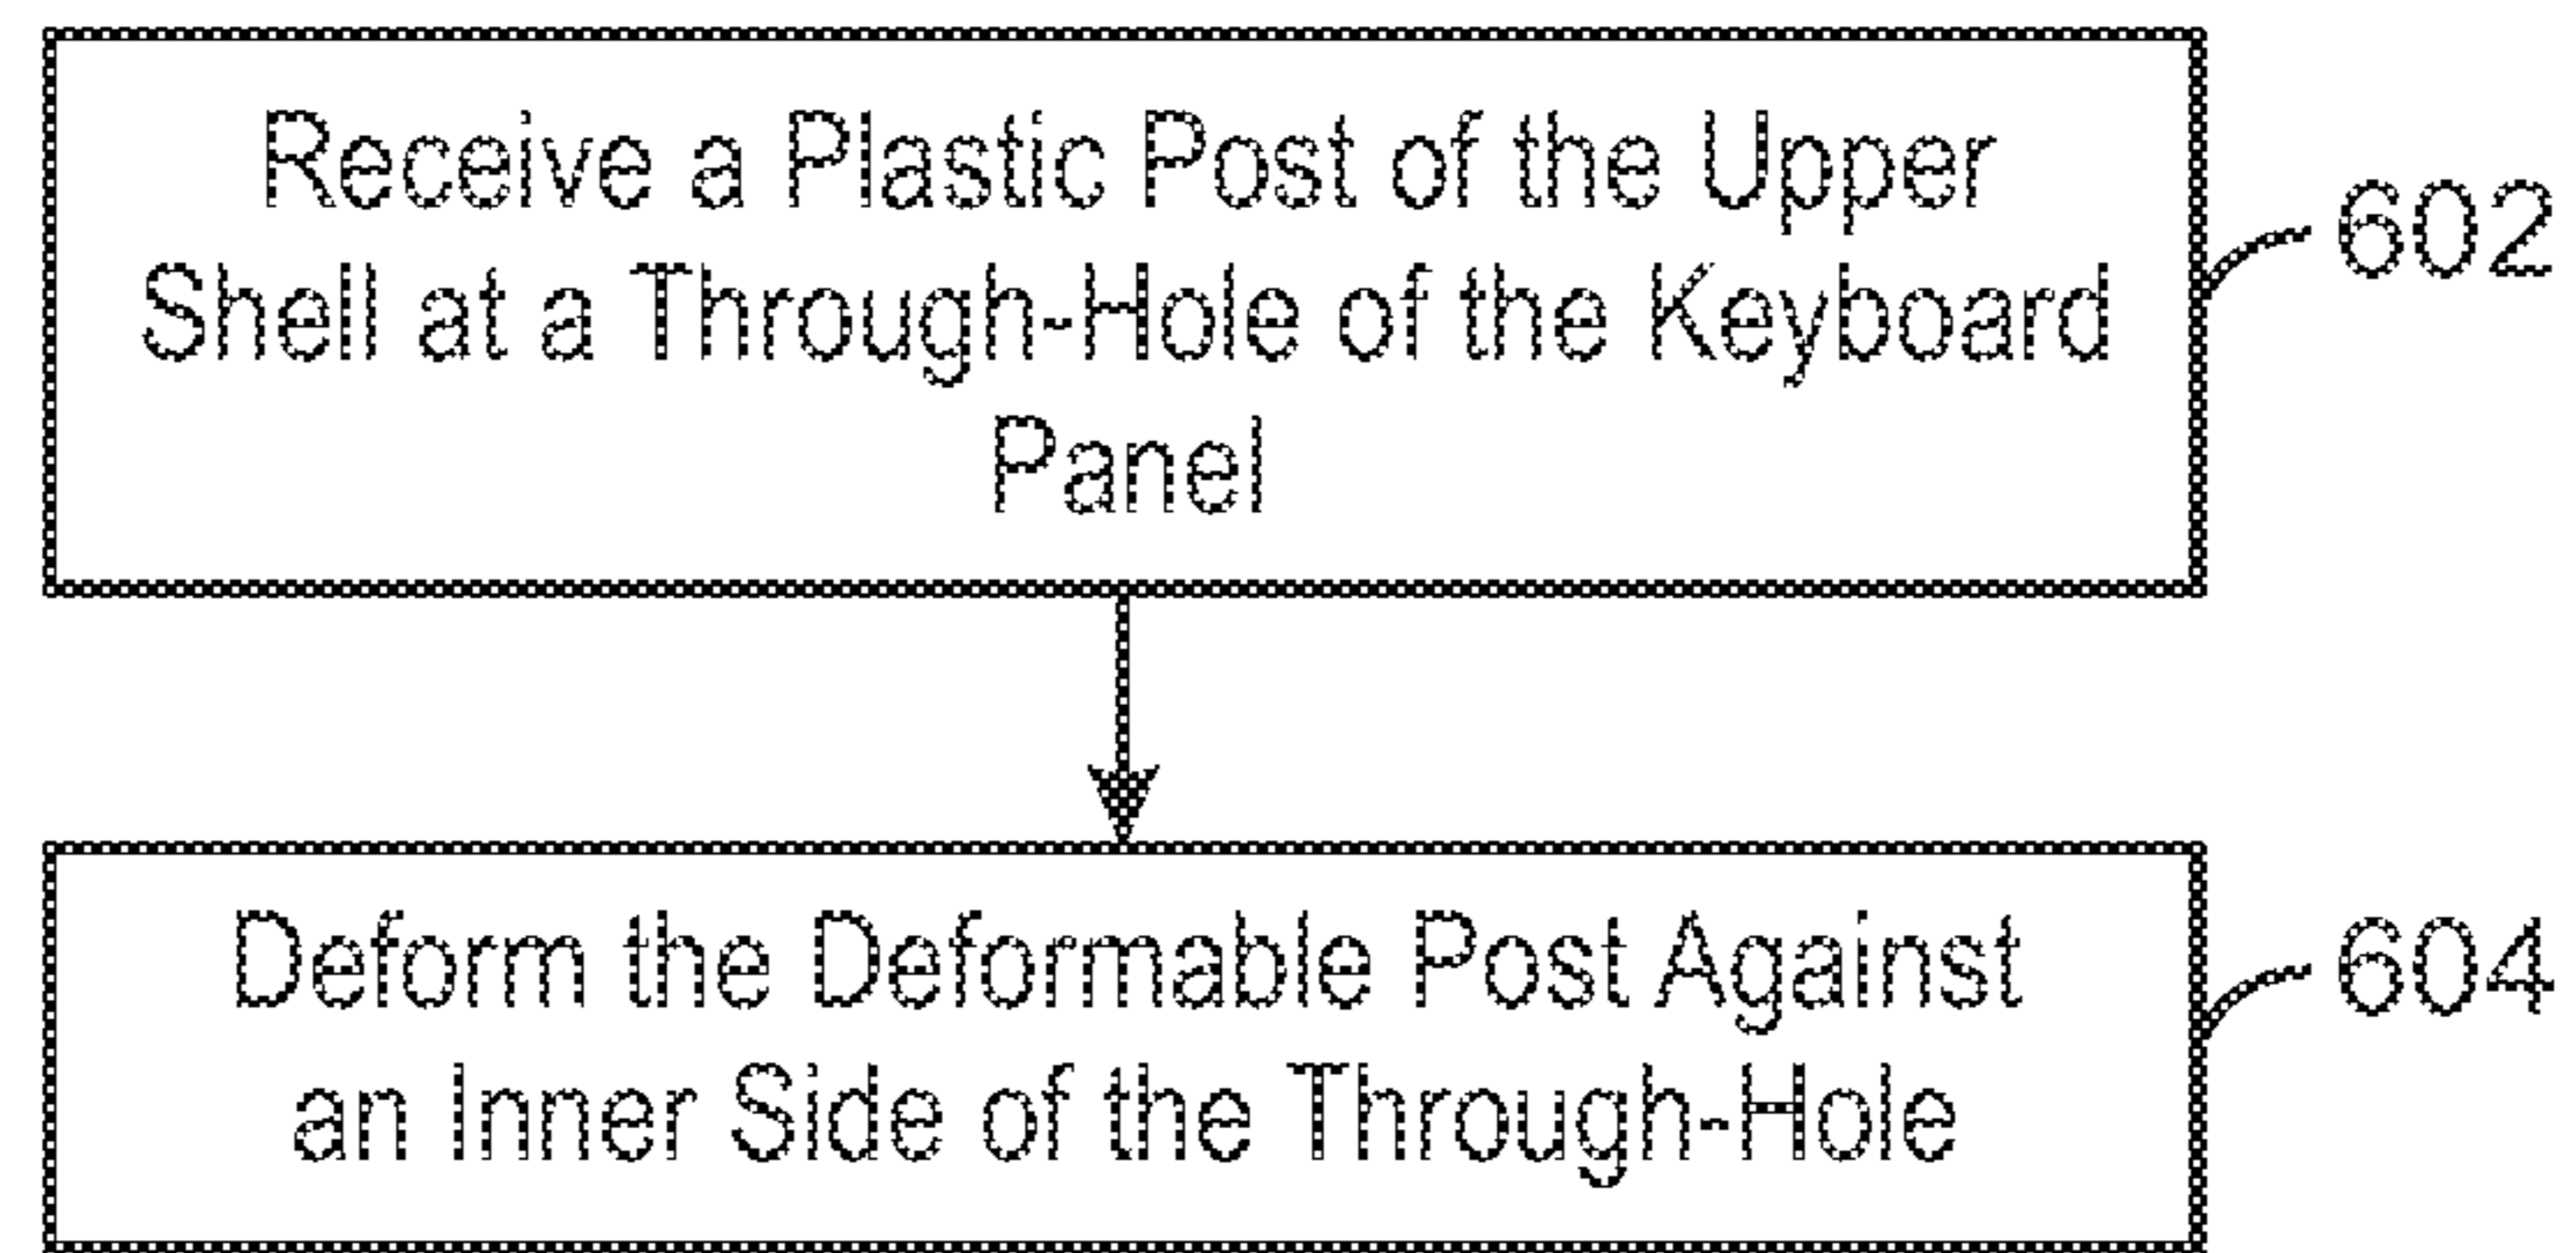 Receive a Plastic Post of the Upper
Shell at a Through-Hole of the Keyboard
Panel
602
Deform the Deformable Post Against
an Inner Side of the Through-Hole
604